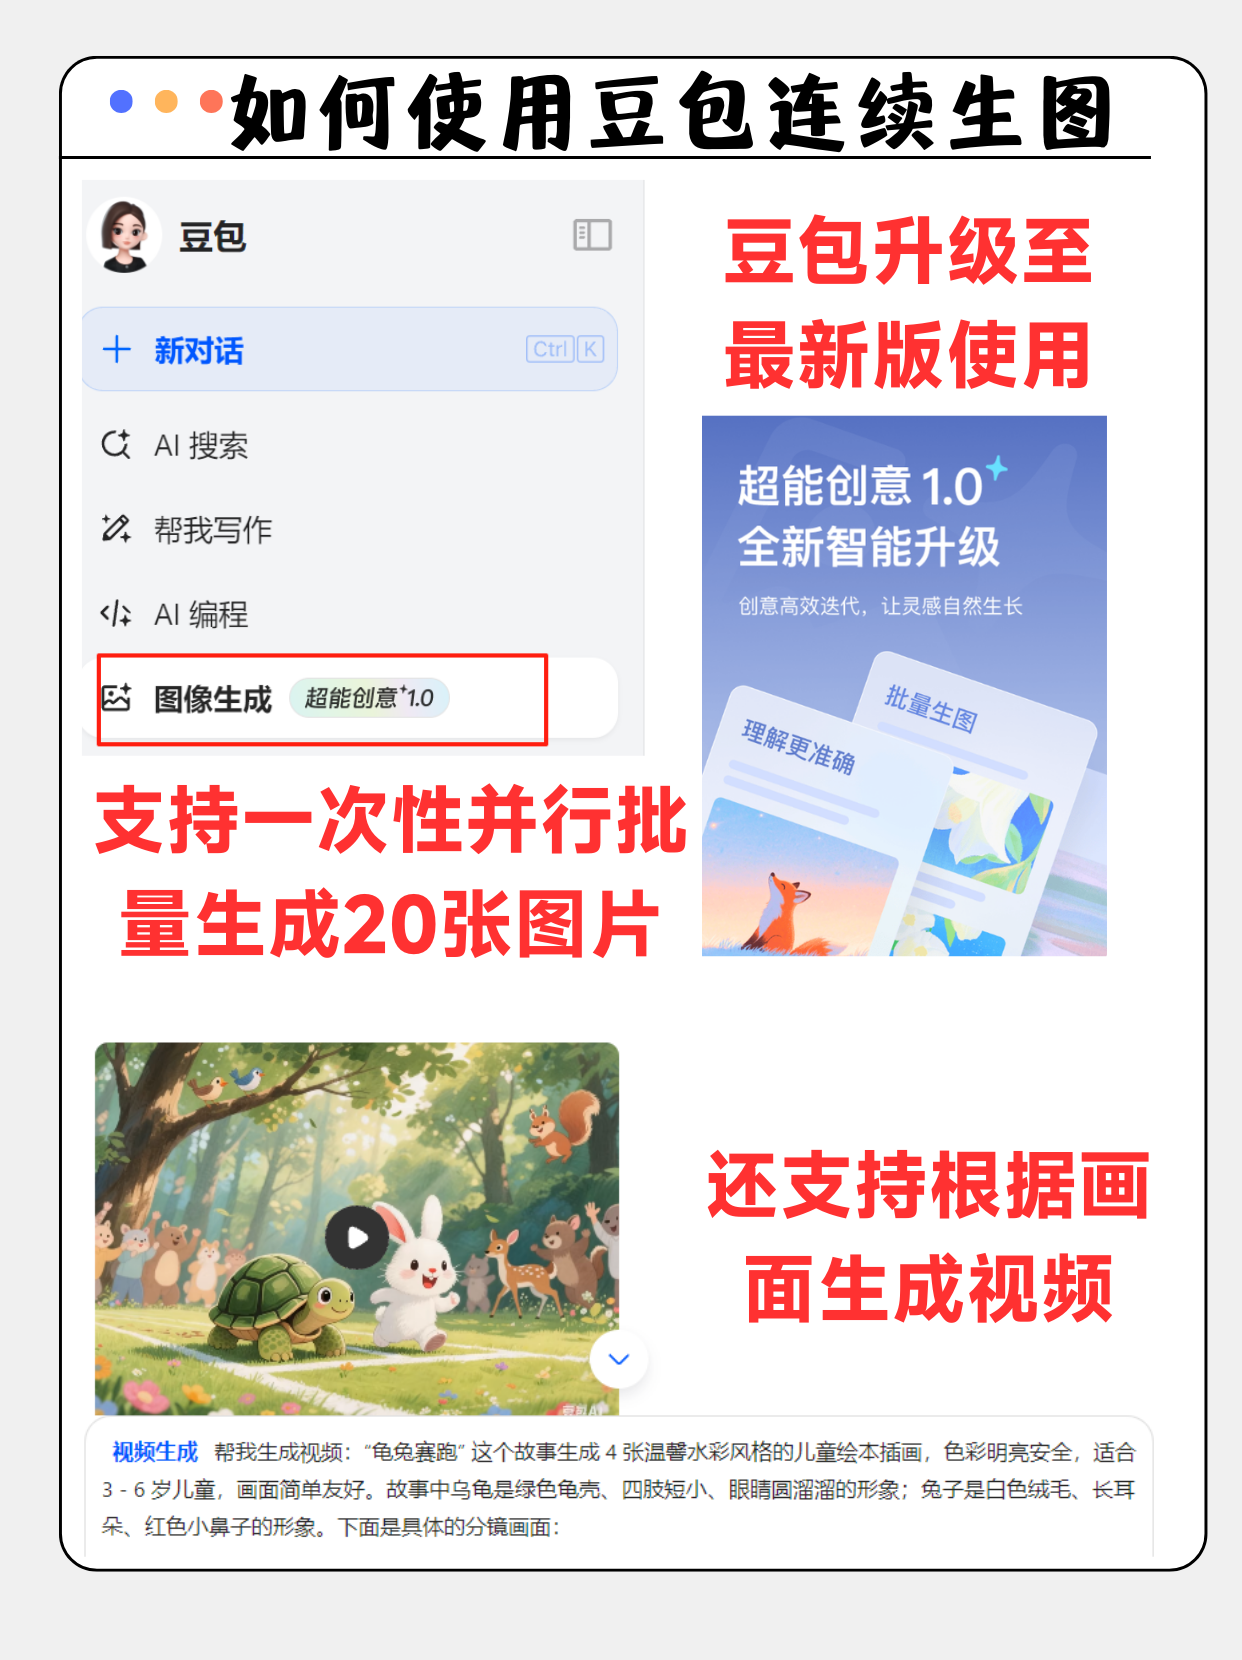 如何使用豆包连续生图
豆包
新对话
Ctrl K
AI 搜索
帮我写作
AI 编程
图像生成 超能创意1.0
豆包升级至
最新版使用
超能创意 1.0
全新智能升级
创意高效迭代，让灵感自然生长
批量生图
理解更准确
支持一次性并行批
量生成20张图片
还支持根据画
面生成视频
视频生成 帮我生成视频：“龟兔赛跑” 这个故事生成 4 张温馨水彩风格的儿童绘本插画，色彩明亮安全，适合
3 - 6 岁儿童，画面简单友好。故事中乌龟是绿色龟壳、四肢短小、眼睛圆溜溜的形象；兔子是白色绒毛、长耳
朵、红色小鼻子的形象。下面是具体的分镜画面：